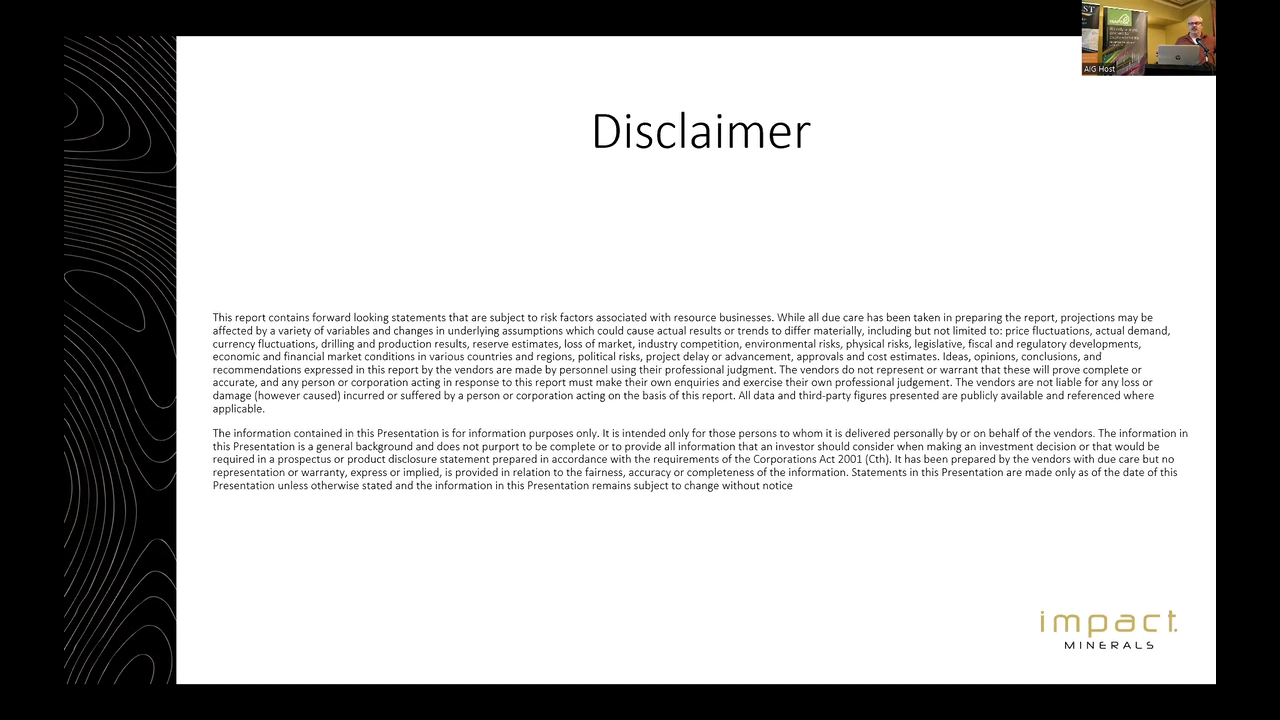 AIG Host
Disclaimer
This report contains forward looking statements that are subject to risk factors associated with resource businesses. While all due care has been taken in preparing the report, projections may be
affected by a variety of variables and changes in underlying assumptions which could cause actual results or trends to differ materially, including but not limited to: price fluctuations, actual demand,
currency fluctuations, drilling and production results, reserve estimates, loss of market, industry competition, environmental risks, physical risks, legislative, fiscal and regulatory developments,
economic and financial market conditions in various countries and regions, political risks, project delay or advancement, approvals and cost estimates. Ideas, opinions, conclusions, and
recommendations expressed in this report by the vendors are made by personnel using their professional judgment. The vendors do not represent or warrant that these will prove complete or
accurate, and any person or corporation acting in response to this report must make their own enquiries and exercise their own professional judgement. The vendors are not liable for any loss or
damage (however caused) incurred or suffered by a person or corporation acting on the basis of this report. All data and third-party figures presented are publicly available and referenced where
applicable.
The information contained in this Presentation is for information purposes only. It is intended only for those persons to whom it is delivered personally by or on behalf of the vendors. The information in
this Presentation is a general background and does not purport to be complete or to provide all information that an investor should consider when making an investment decision or that would be
required in a prospectus or product disclosure statement prepared in accordance with the requirements of the Corporations Act 2001 (Cth). It has been prepared by the vendors with due care but no
representation or warranty, express or implied, is provided in relation to the fairness, accuracy or completeness of the information. Statements in this Presentation are made only as of the date of this
Presentation unless otherwise stated and the information in this Presentation remains subject to change without notice
impact
MINERALS